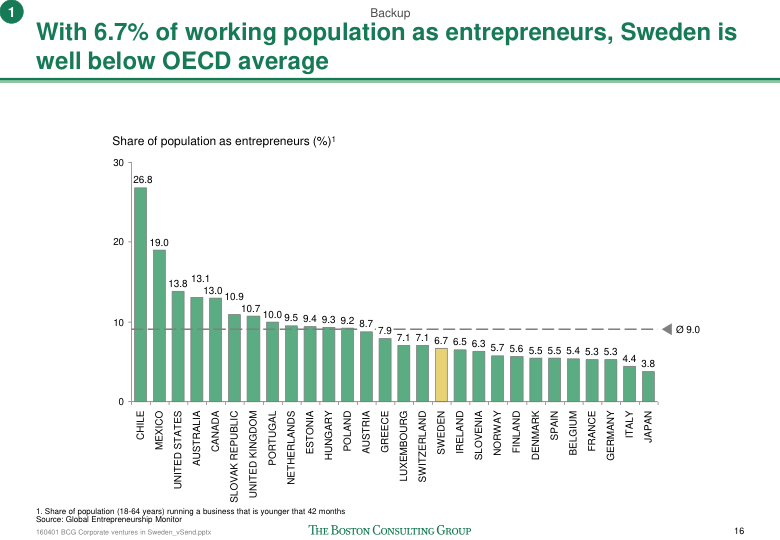 1
Backup
With 6.7% of working population as entrepreneurs, Sweden is
well below OECD average
Share of population as entrepreneurs (%)¹
30
20
10
0
26.8
19.0
13.8
13.1
13.0
10.9
10.7
10.0
9.5
9.4
9.3
9.2
8.7
7.9
7.1
7.1
6.7
6.5
6.3
5.7
5.6
5.5
5.5
5.4
5.3
5.3
4.4
3.8
Ø 9.0
CHILE
MEXICO
UNITED STATES
AUSTRALIA
CANADA
SLOVAK REPUBLIC
UNITED KINGDOM
PORTUGAL
NETHERLANDS
ESTONIA
HUNGARY
POLAND
AUSTRIA
GREECE
LUXEMBOURG
SWITZERLAND
SWEDEN
IRELAND
SLOVENIA
NORWAY
FINLAND
DENMARK
SPAIN
BELGIUM
FRANCE
GERMANY
ITALY
JAPAN
1. Share of population (18-64 years) running a business that is younger that 42 months
Source: Global Entrepreneurship Monitor
160401 BCG Corporate ventures in Sweden_vSend.pptx
THE BOSTON CONSULTING GROUP
16